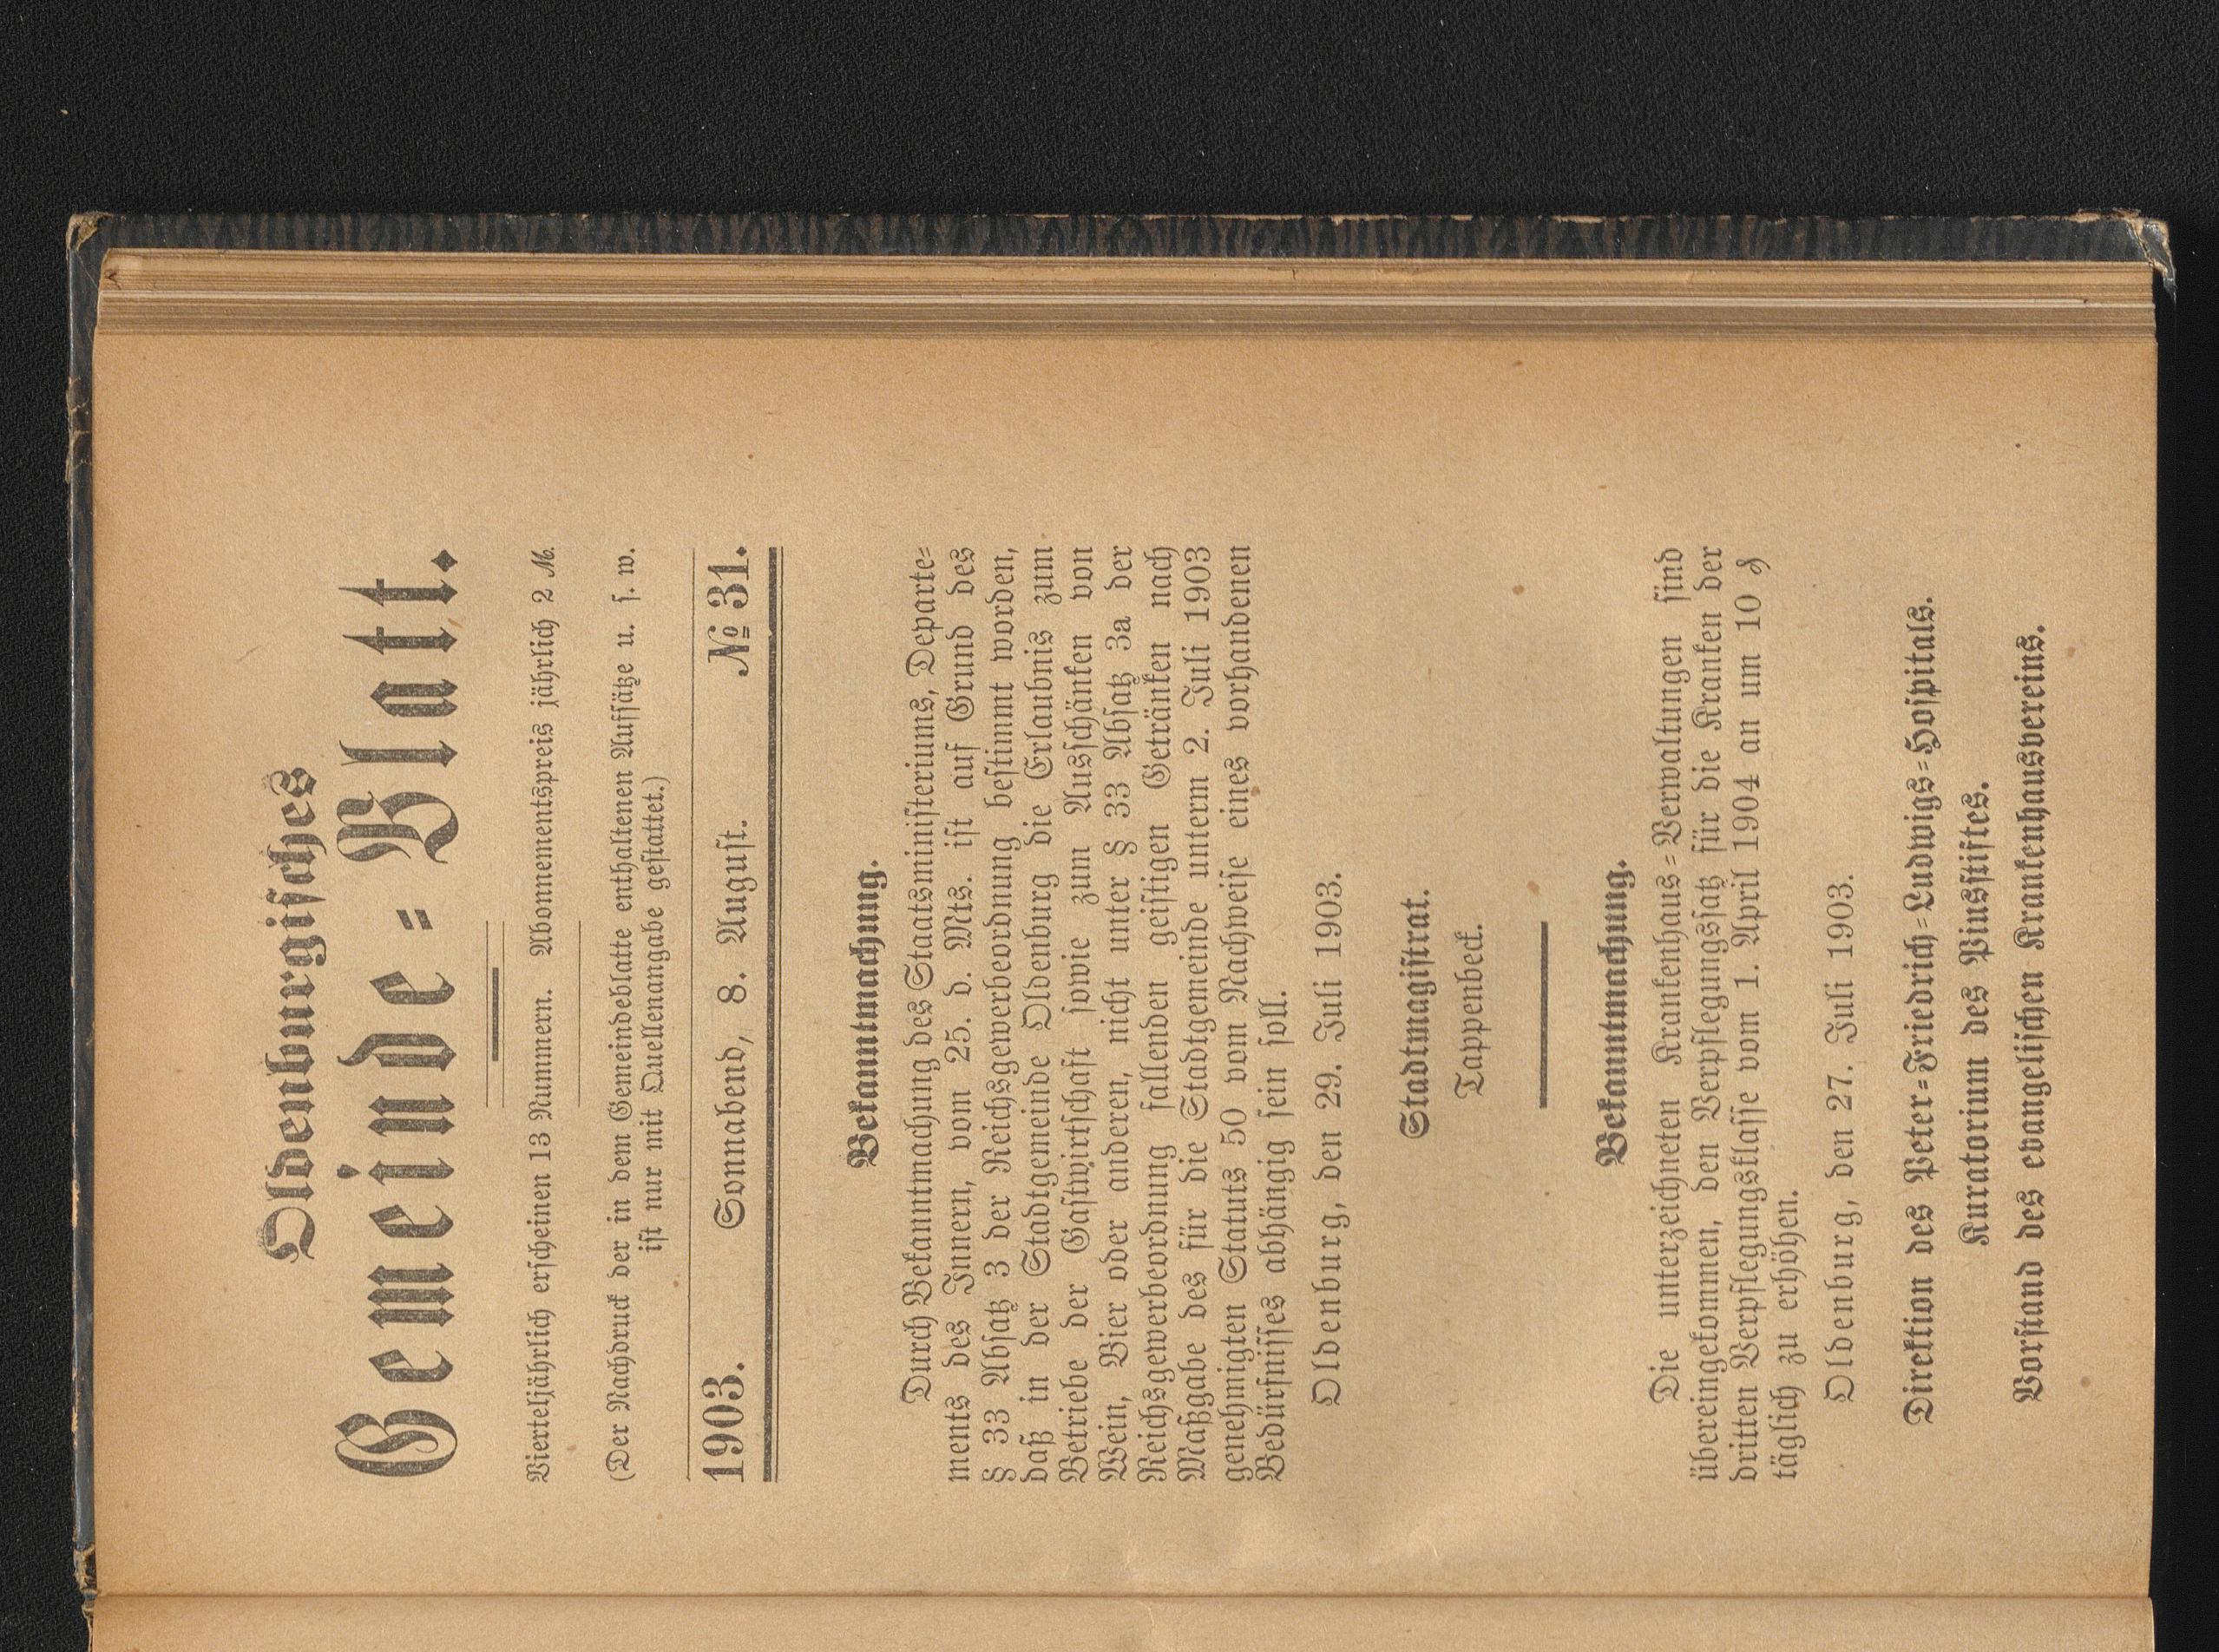 Oldenburgisches
Gemeinde-Blatt.
Vierteljährlich erscheinen 13 Nummern. Abonnementspreis jährlich 2 ℳ.
(Der Nachdruck der in dem Gemeindeblatte enthaltenen Aufsätze u. s. w.
ist nur mit Quellenangabe gestattet.)
1903. Sonnabend, 8. August. № 31.
Bekanntmachung.
Durch Bekanntmachung des Staatsministeriums, Departe-
ments des Innern, vom 25. d. Mts. ist auf Grund des
§ 33 Absatz 3 der Reichsgewerbeordnung bestimmt worden,
daß in der Stadtgemeinde Oldenburg die Erlaubnis zum
Betriebe der Gastwirtschaft sowie zum Ausschänken von
Wein, Bier oder anderen, nicht unter § 33 Absatz 3a der
Reichsgewerbeordnung fallenden geistigen Getränken nach
Maßgabe des für die Stadtgemeinde unterm 2. Juli 1903
genehmigten Statuts 50 vom Nachweise eines vorhandenen
Bedürfnisses abhängig sein soll.
Oldenburg, den 29. Juli 1903.
Stadtmagistrat.
Tappenbeck.
Bekanntmachung.
Die unterzeichneten Krankenhaus-Verwaltungen sind
übereingekommen, den Verpflegungssatz für die Kranken der
dritten Verpflegungsklasse vom 1. April 1904 an um 10 ₰
täglich zu erhöhen.
Oldenburg, den 27. Juli 1903.
Direktion des Peter-Friedrich-Ludwigs-Hospitals.
Kuratorium des Piusstiftes.
Vorstand des evangelischen Krankenhausvereins.